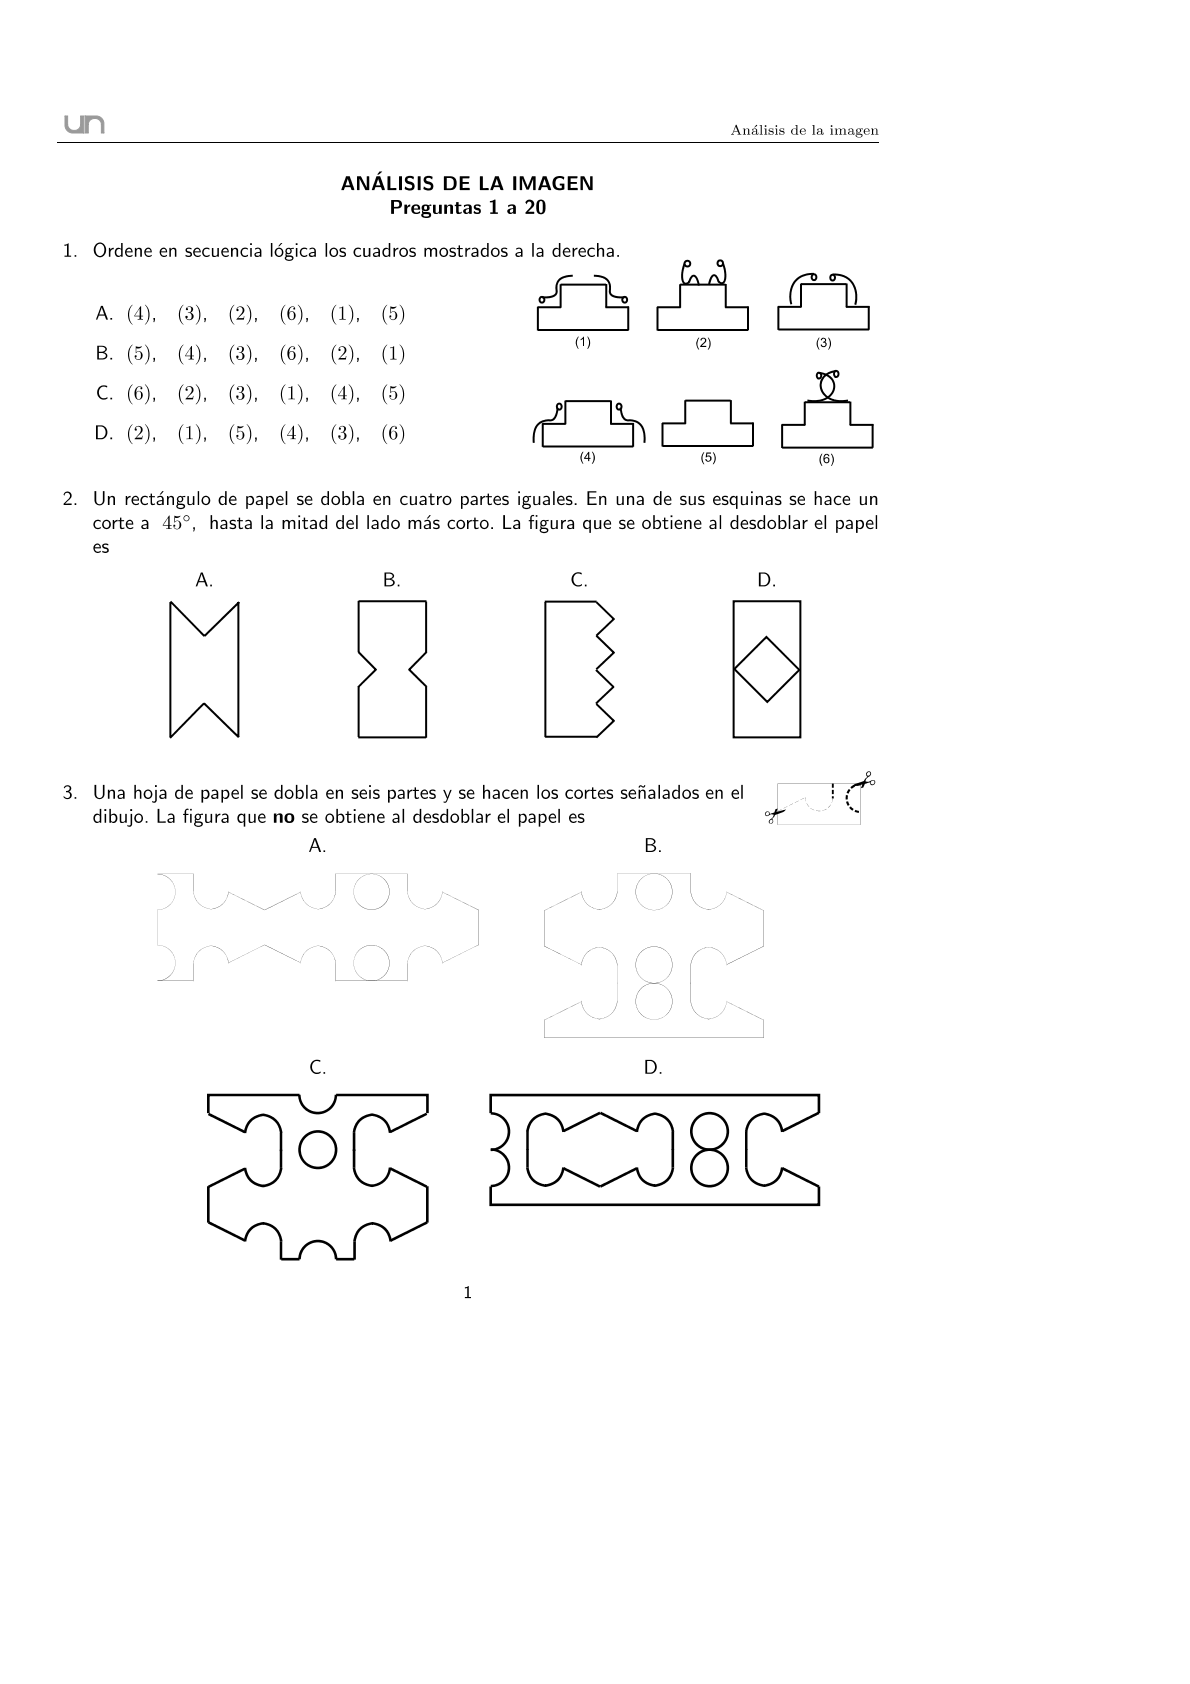 un
Análisis de la imagen
ANÁLISIS DE LA IMAGEN
Preguntas 1 a 20
1. Ordene en secuencia lógica los cuadros mostrados a la derecha.
A. (4), (3), (2), (6), (1), (5)
B. (5), (4), (3), (6), (2), (1)
C. (6), (2), (3), (1), (4), (5)
D. (2), (1), (5), (4), (3), (6)
(1) (2) (3)
(4) (5) (6)
2. Un rectángulo de papel se dobla en cuatro partes iguales. En una de sus esquinas se hace un
corte a 45°, hasta la mitad del lado más corto. La figura que se obtiene al desdoblar el papel
es
A. B. C. D.
3. Una hoja de papel se dobla en seis partes y se hacen los cortes señalados en el
dibujo. La figura que no se obtiene al desdoblar el papel es
A. B.
C. D.
1